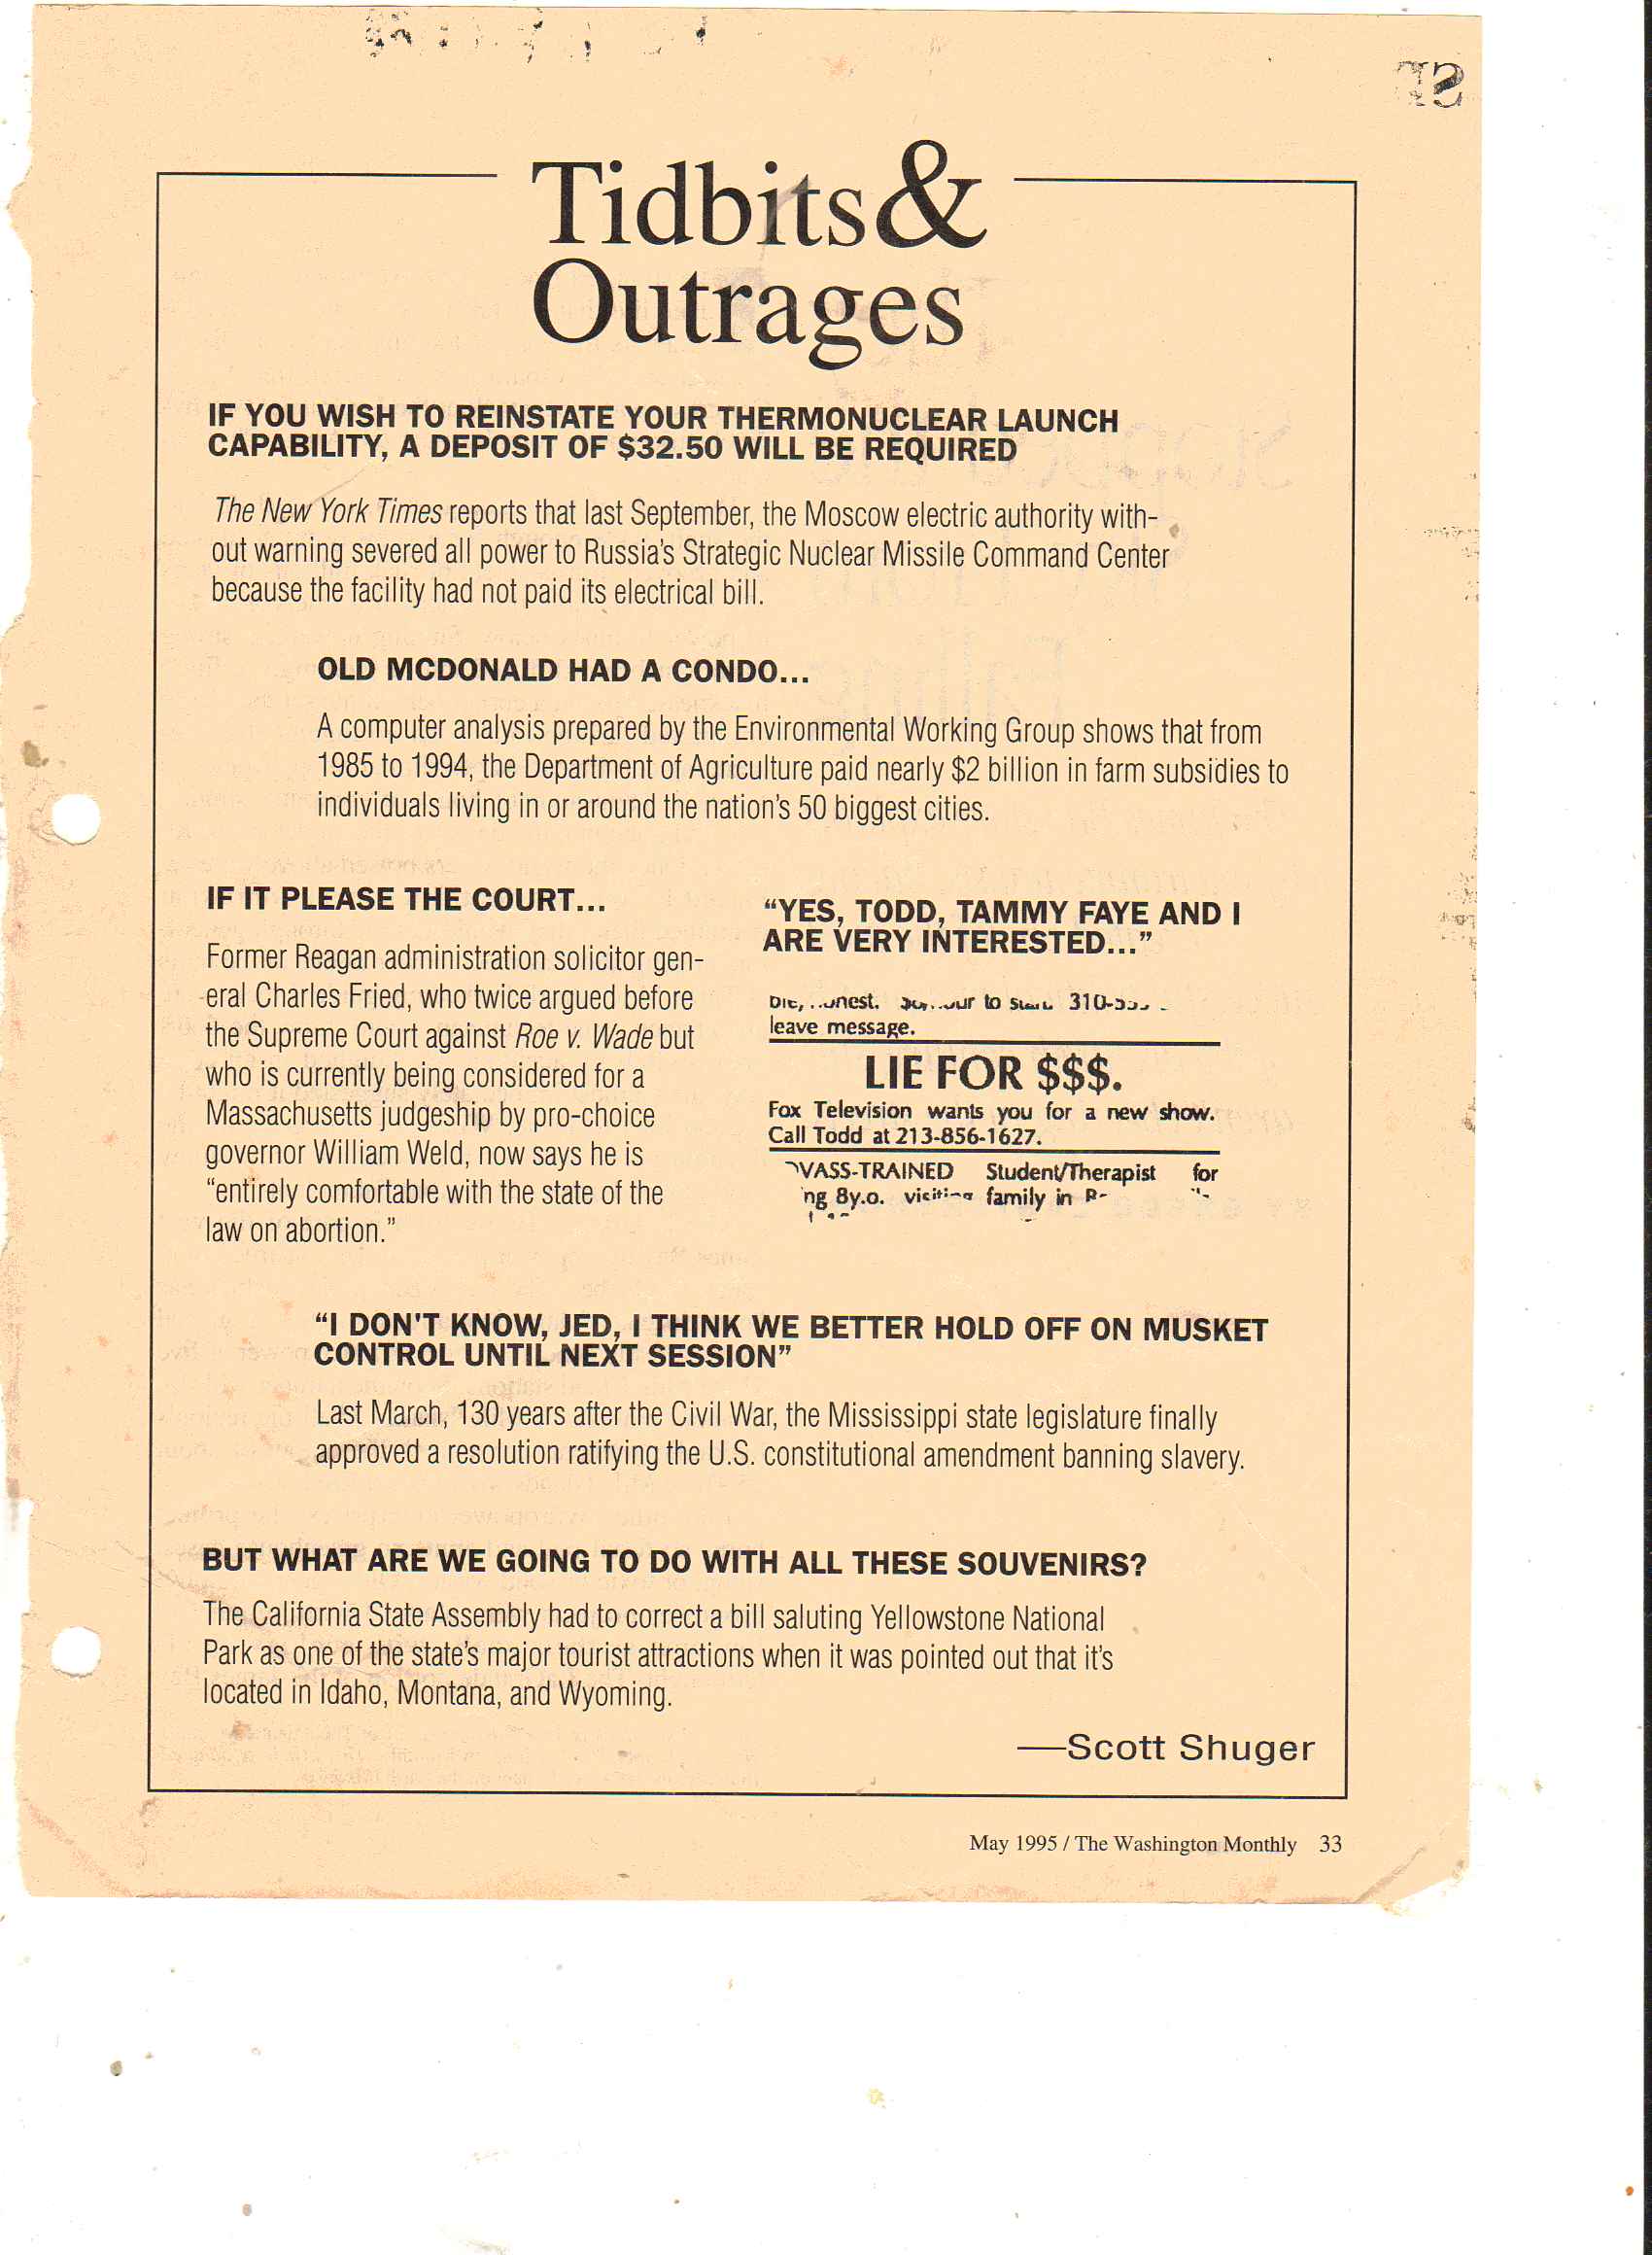 Tidbits &
Outrages
IF YOU WISH TO REINSTATE YOUR THERMONUCLEAR LAUNCH
CAPABILITY, A DEPOSIT OF $32.50 WILL BE REQUIRED
The New York Times reports that last September, the Moscow electric authority with-
out warning severed all power to Russia's Strategic Nuclear Missile Command Center
because the facility had not paid its electrical bill.
OLD MCDONALD HAD A CONDO...
A computer analysis prepared by the Environmental Working Group shows that from
1985 to 1994, the Department of Agriculture paid nearly $2 billion in farm subsidies to
individuals living in or around the nation's 50 biggest cities.
IF IT PLEASE THE COURT...
Former Reagan administration solicitor gen-
eral Charles Fried, who twice argued before
the Supreme Court against Roe v. Wade but
who is currently being considered for a
Massachusetts judgeship by pro-choice
governor William Weld, now says he is
"entirely comfortable with the state of the
law on abortion."
"YES, TODD, TAMMY FAYE AND I
ARE VERY INTERESTED..."
to 310-
leave message.
LIE FOR $$$.
Fox Television wants you for a new show.
Call Todd at 213-856-1627.
VASS-TRAINED Student/Therapist for
8y.o. family in
"I DON'T KNOW, JED, I THINK WE BETTER HOLD OFF ON MUSKET
CONTROL UNTIL NEXT SESSION"
Last March, 130 years after the Civil War, the Mississippi state legislature finally
approved a resolution ratifying the U.S. constitutional amendment banning slavery.
BUT WHAT ARE WE GOING TO DO WITH ALL THESE SOUVENIRS?
The California State Assembly had to correct a bill saluting Yellowstone National
Park as one of the state's major tourist attractions when it was pointed out that it's
located in Idaho, Montana, and Wyoming.
—Scott Shuger
May 1995 / The Washington Monthly 33